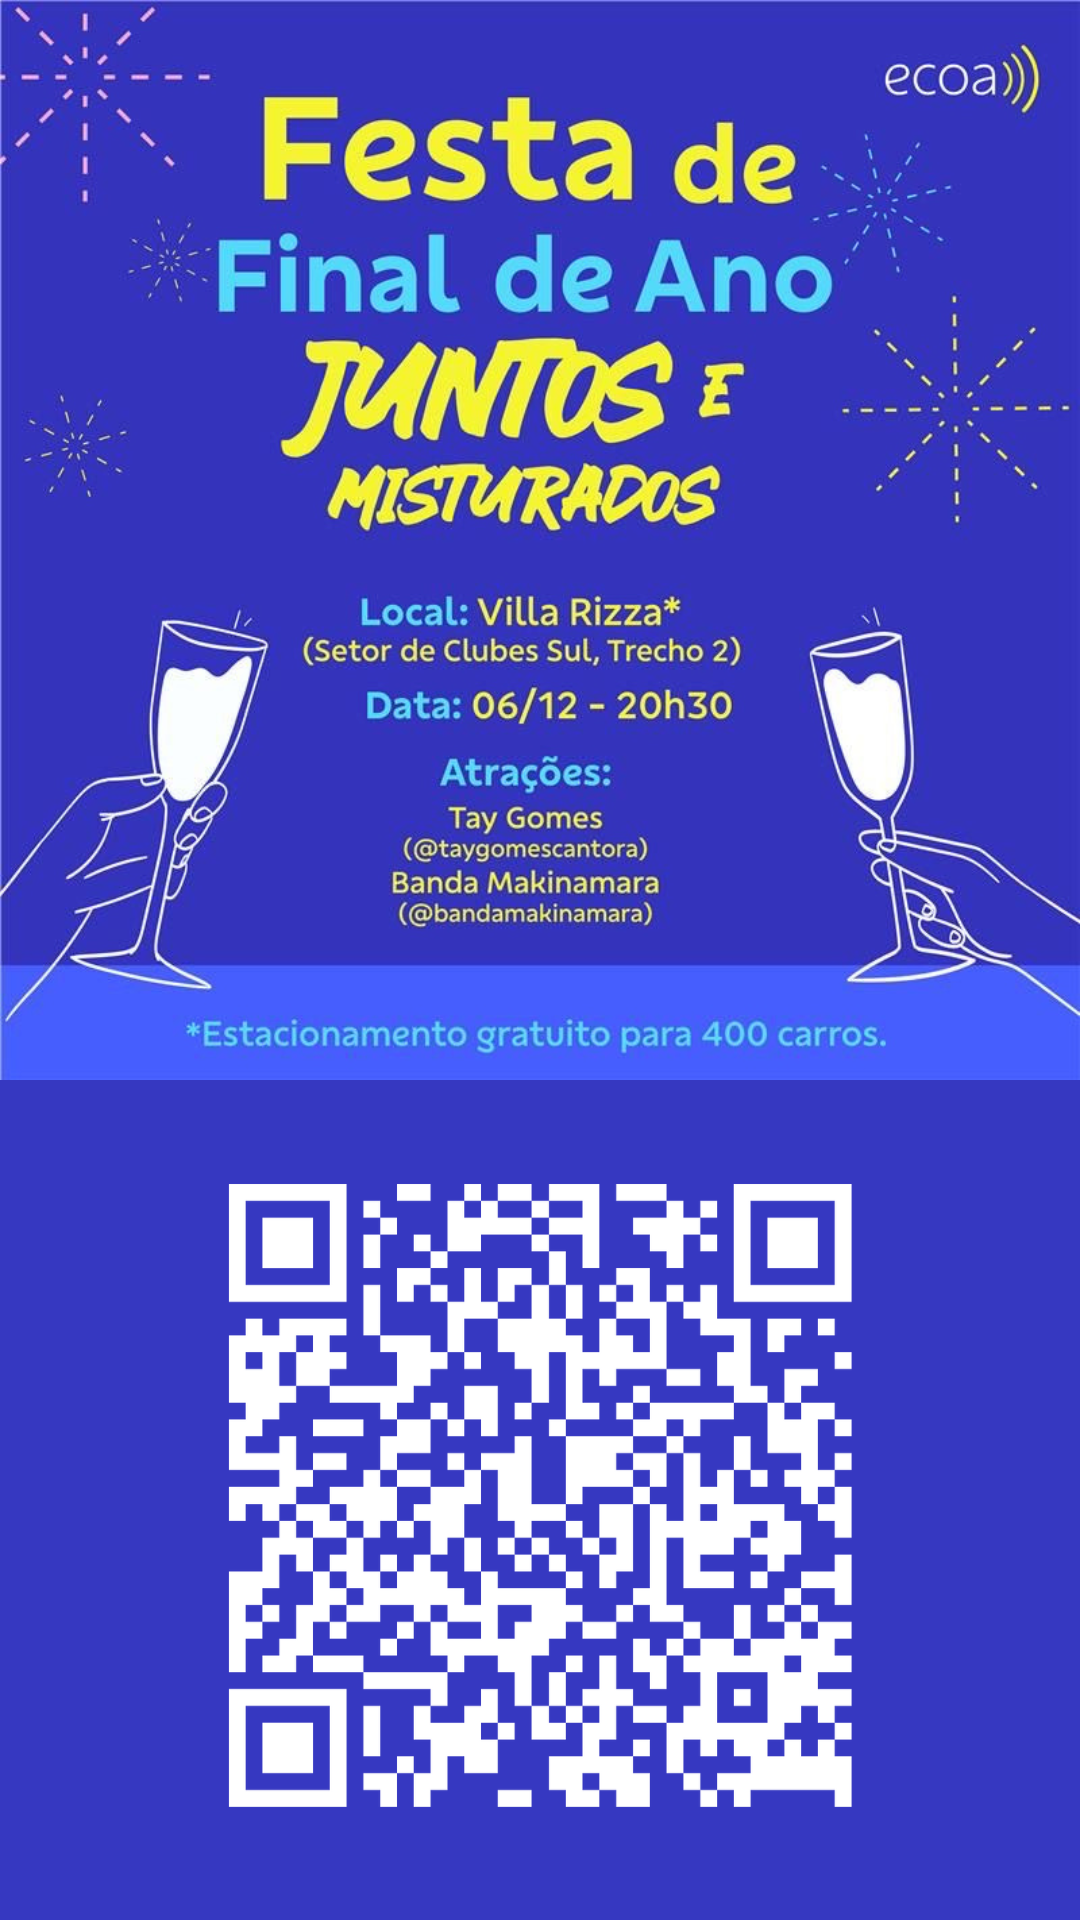 ecoa
Festa de
Final de Ano
JUNTOS E
MISTURADOS
Local: Villa Rizza*
(Setor de Clubes Sul, Trecho 2)
Data: 06/12 - 20h30
Atrações:
Tay Gomes
(@taygomescantora)
Banda Makinamara
(@bandamakinamara)
*Estacionamento gratuito para 400 carros.